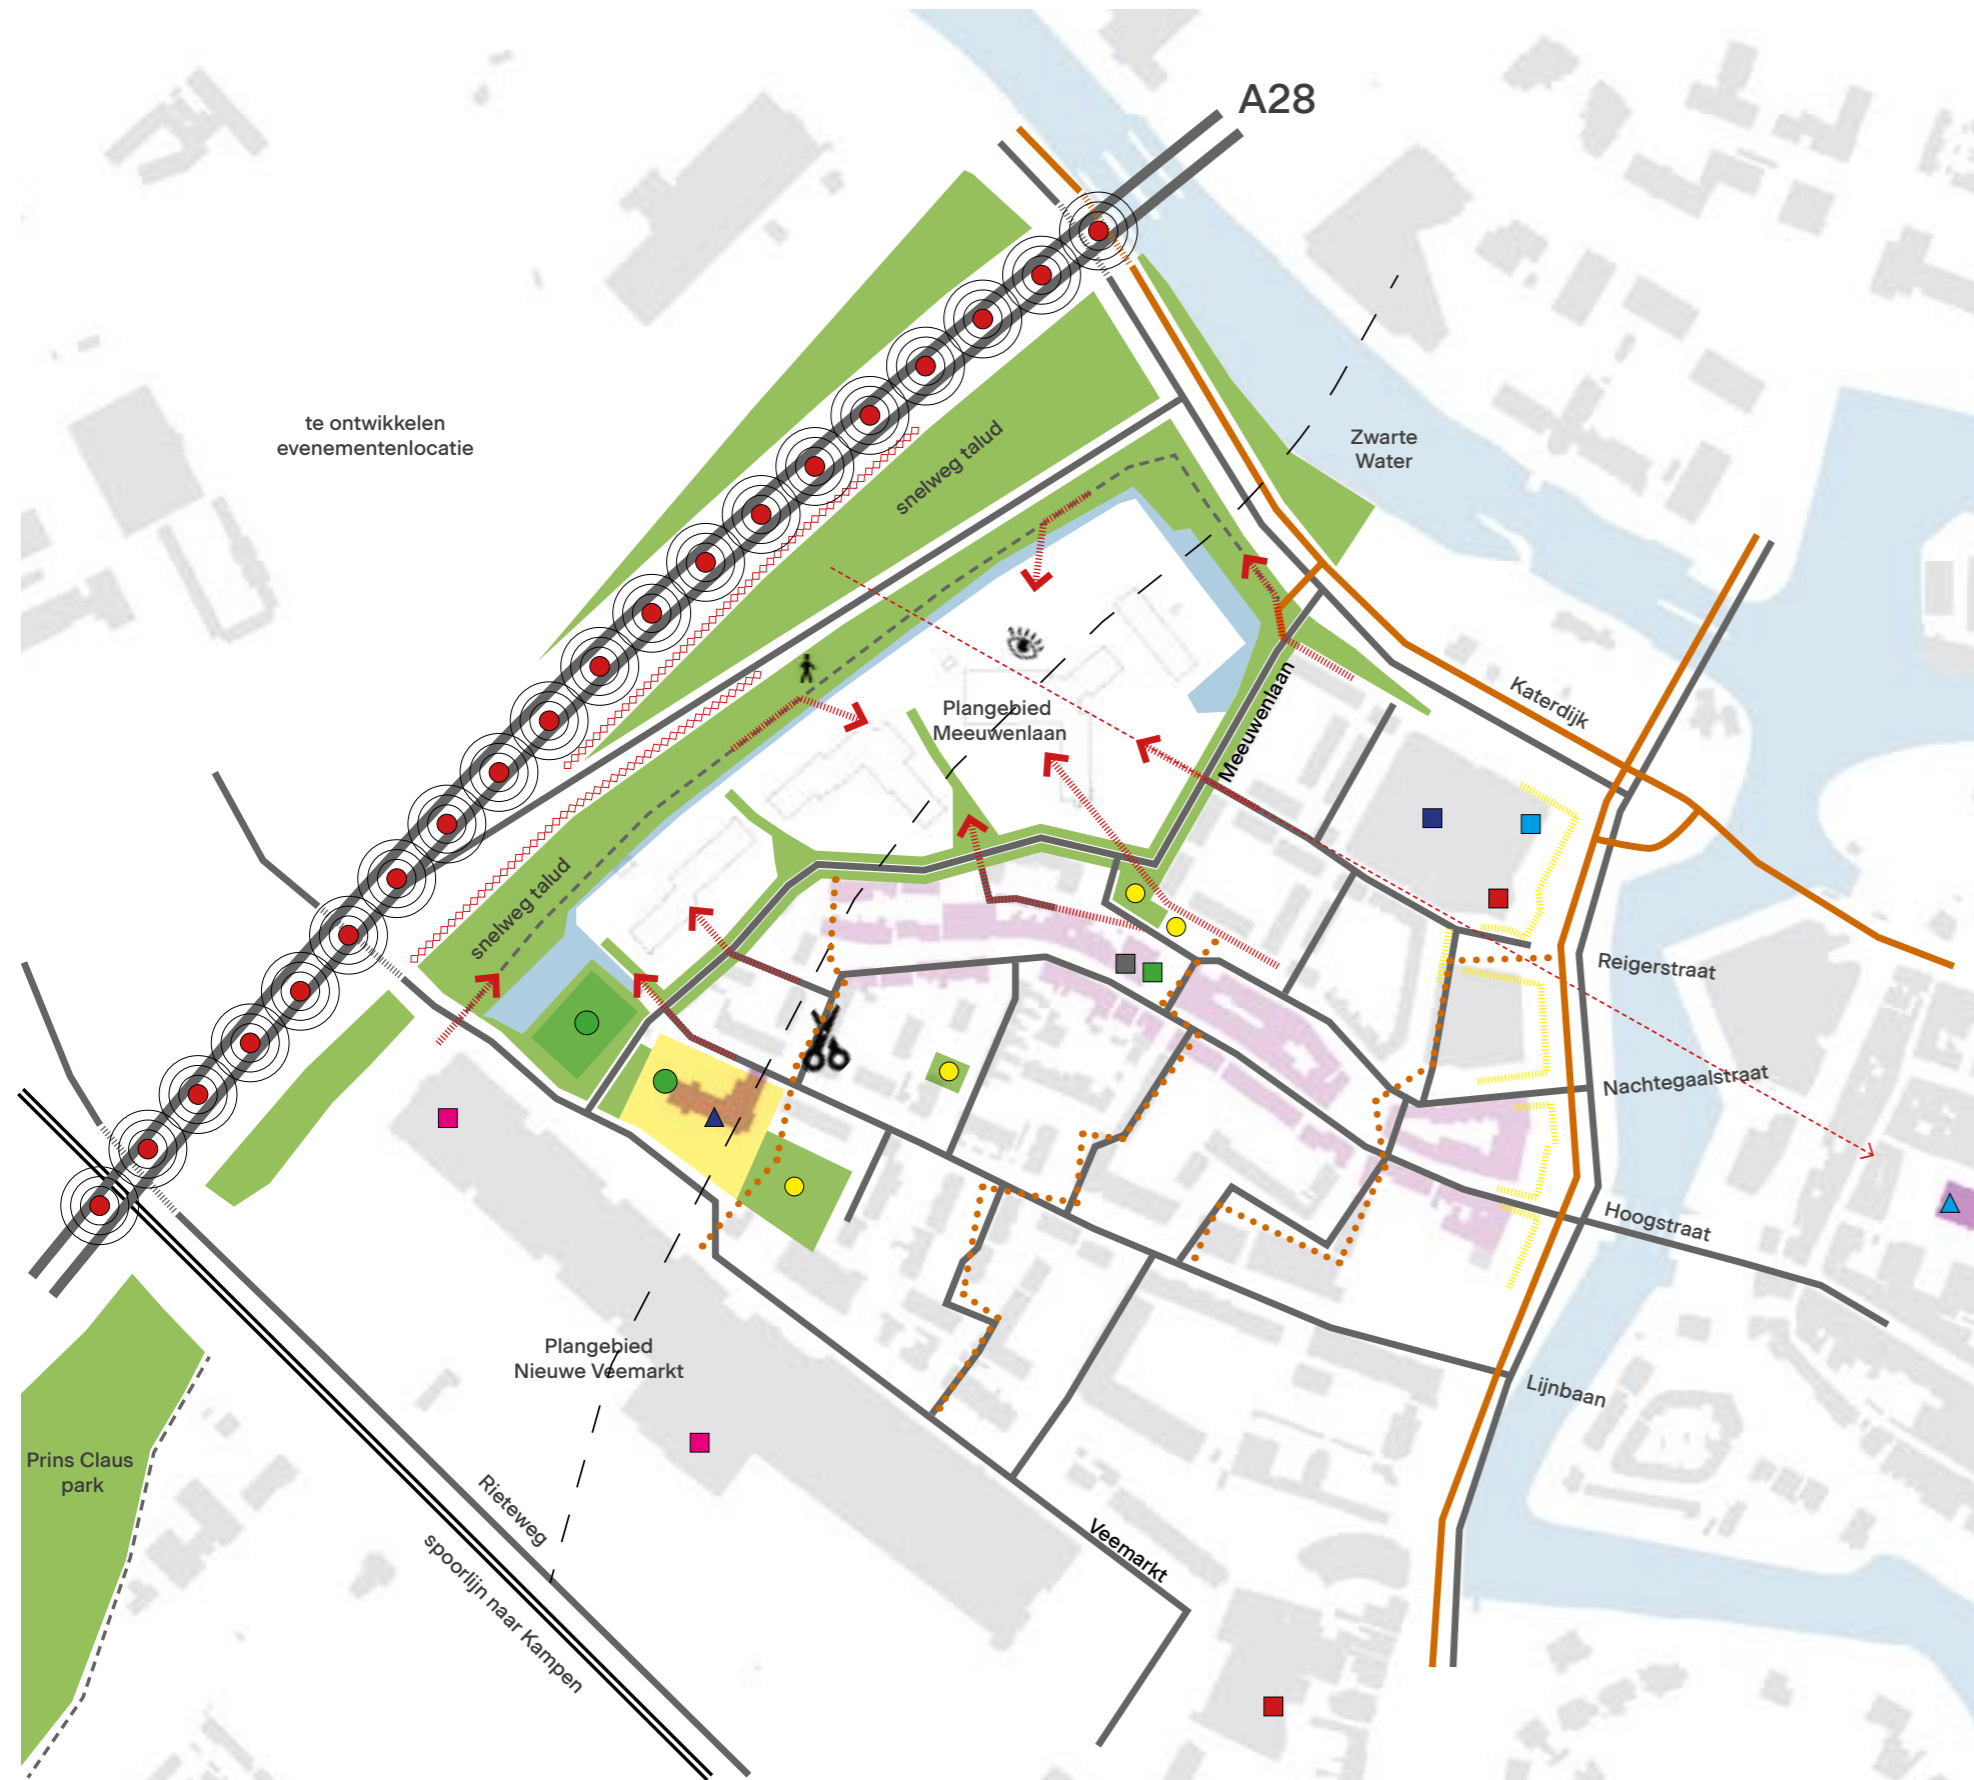 A28
te ontwikkelen
evenementenlocatie
snelweg talud
Zwarte
Water
Plangebied
Meeuwenlaan
Meeuwenlaan
Katerdijk
snelweg talud
Reigerstraat
Nachtegaalstraat
Hoogstraat
Plangebied
Nieuwe Veemarkt
Lijnbaan
Prins Claus
park
Rieteweg
spoorlijn naar Kampen
Veemarkt